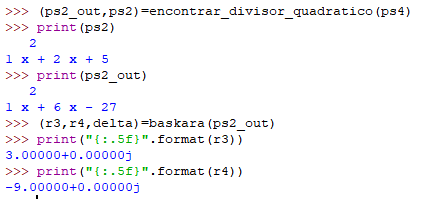 >>> (ps2_out,ps2)=encontrar_divisor_quadratico(ps4)
>>> print(ps2)
2
1 x + 2 x + 5
>>> print(ps2_out)
2
1 x + 6 x - 27
>>> (r3,r4,delta)=baskara(ps2_out)
>>> print("{:.5f}".format(r3))
3.00000+0.00000j
>>> print("{:.5f}".format(r4))
-9.00000+0.00000j